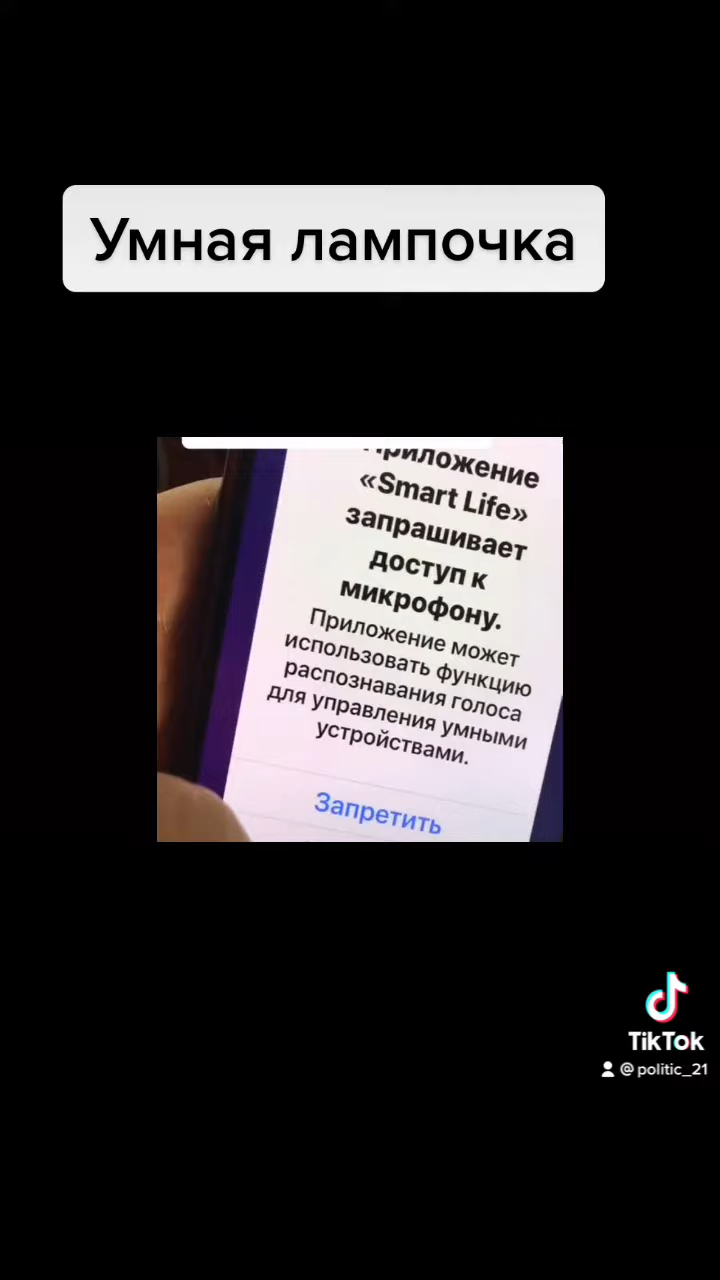 Умная лампочка
Приложение
«Smart Life»
запрашивает
доступ к
микрофону.
Приложение может
использовать функцию
распознавания голоса
для управления умными
устройствами.
Запретить
TikTok
@politic_21